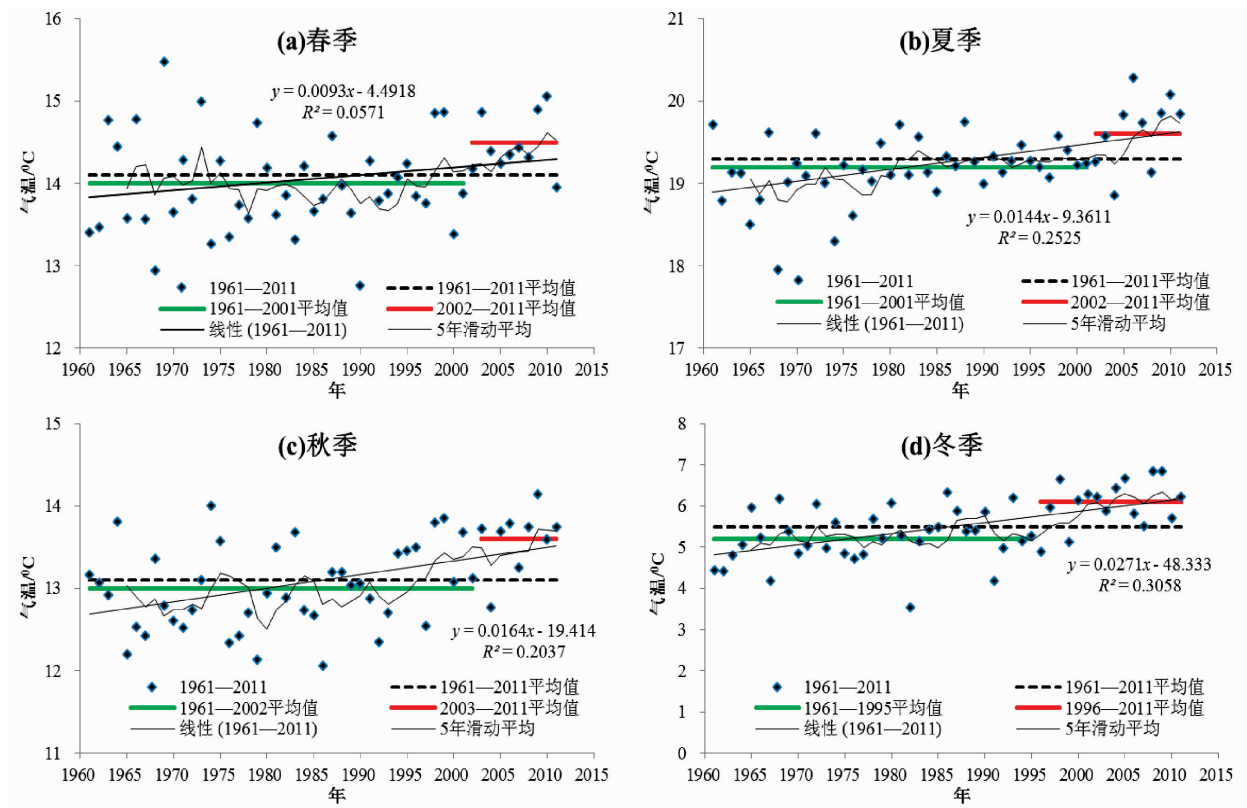 (a)春季
y = 0.0093x - 4.4918
R² = 0.0571
气温/⁰C
16
15
14
13
12
1961—2011
1961—2011平均值
1961—2001平均值
2002—2011平均值
线性 (1961—2011)
5年滑动平均
1960 1965 1970 1975 1980 1985 1990 1995 2000 2005 2010 2015
年
(b)夏季
y = 0.0144x - 9.3611
R² = 0.2525
气温/⁰C
21
20
19
18
17
1961—2011
1961—2011平均值
1961—2001平均值
2002—2011平均值
线性 (1961—2011)
5年滑动平均
1960 1965 1970 1975 1980 1985 1990 1995 2000 2005 2010 2015
年
(c)秋季
y = 0.0164x - 19.414
R² = 0.2037
气温/⁰C
15
14
13
12
11
1961—2011
1961—2011平均值
1961—2002平均值
2003—2011平均值
线性 (1961—2011)
5年滑动平均
1960 1965 1970 1975 1980 1985 1990 1995 2000 2005 2010 2015
年
(d)冬季
y = 0.0271x - 48.333
R² = 0.3058
气温/⁰C
8
7
6
5
4
3
2
1
0
1961—2011
1961—2011平均值
1961—1995平均值
1996—2011平均值
线性 (1961—2011)
5年滑动平均
1960 1965 1970 1975 1980 1985 1990 1995 2000 2005 2010 2015
年